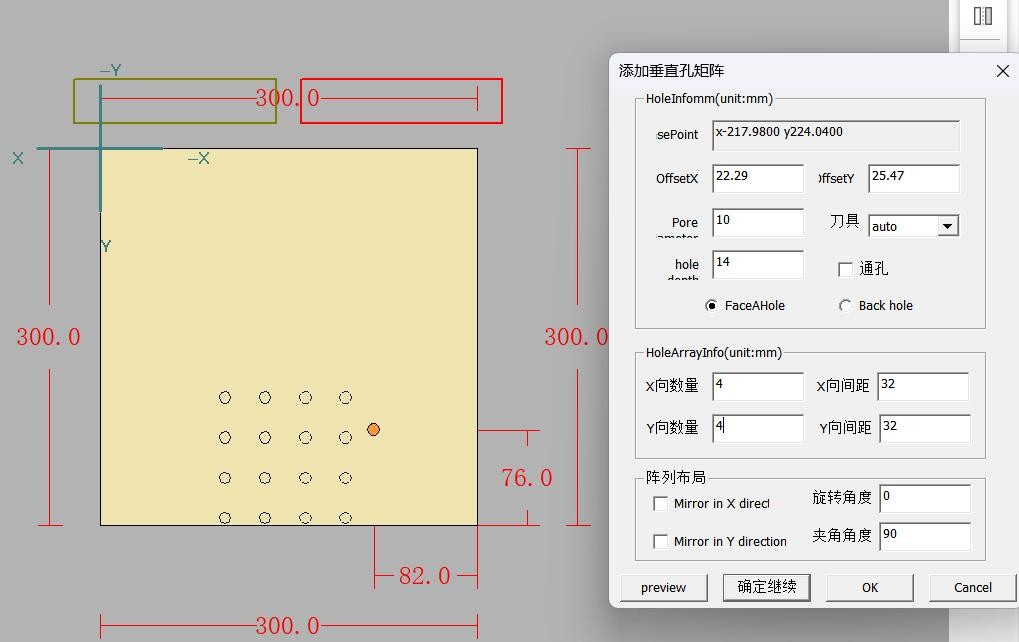 -Y
300.0
X
-X
Y
300.0
300.0
76.0
82.0
300.0
添加垂直孔矩阵
HoleInfomm(unit:mm)
sePoint x-217.9800 y224.0400
OffsetX 22.29 OffsetY 25.47
Pore 10 刀具 auto
hole 14 通孔
FaceAHole Back hole
HoleArrayInfo(unit:mm)
X向数量 4 X向间距 32
Y向数量 4 Y向间距 32
阵列布局
Mirror in X direct 旋转角度 0
Mirror in Y direction 夹角角度 90
preview 确定继续 OK Cancel